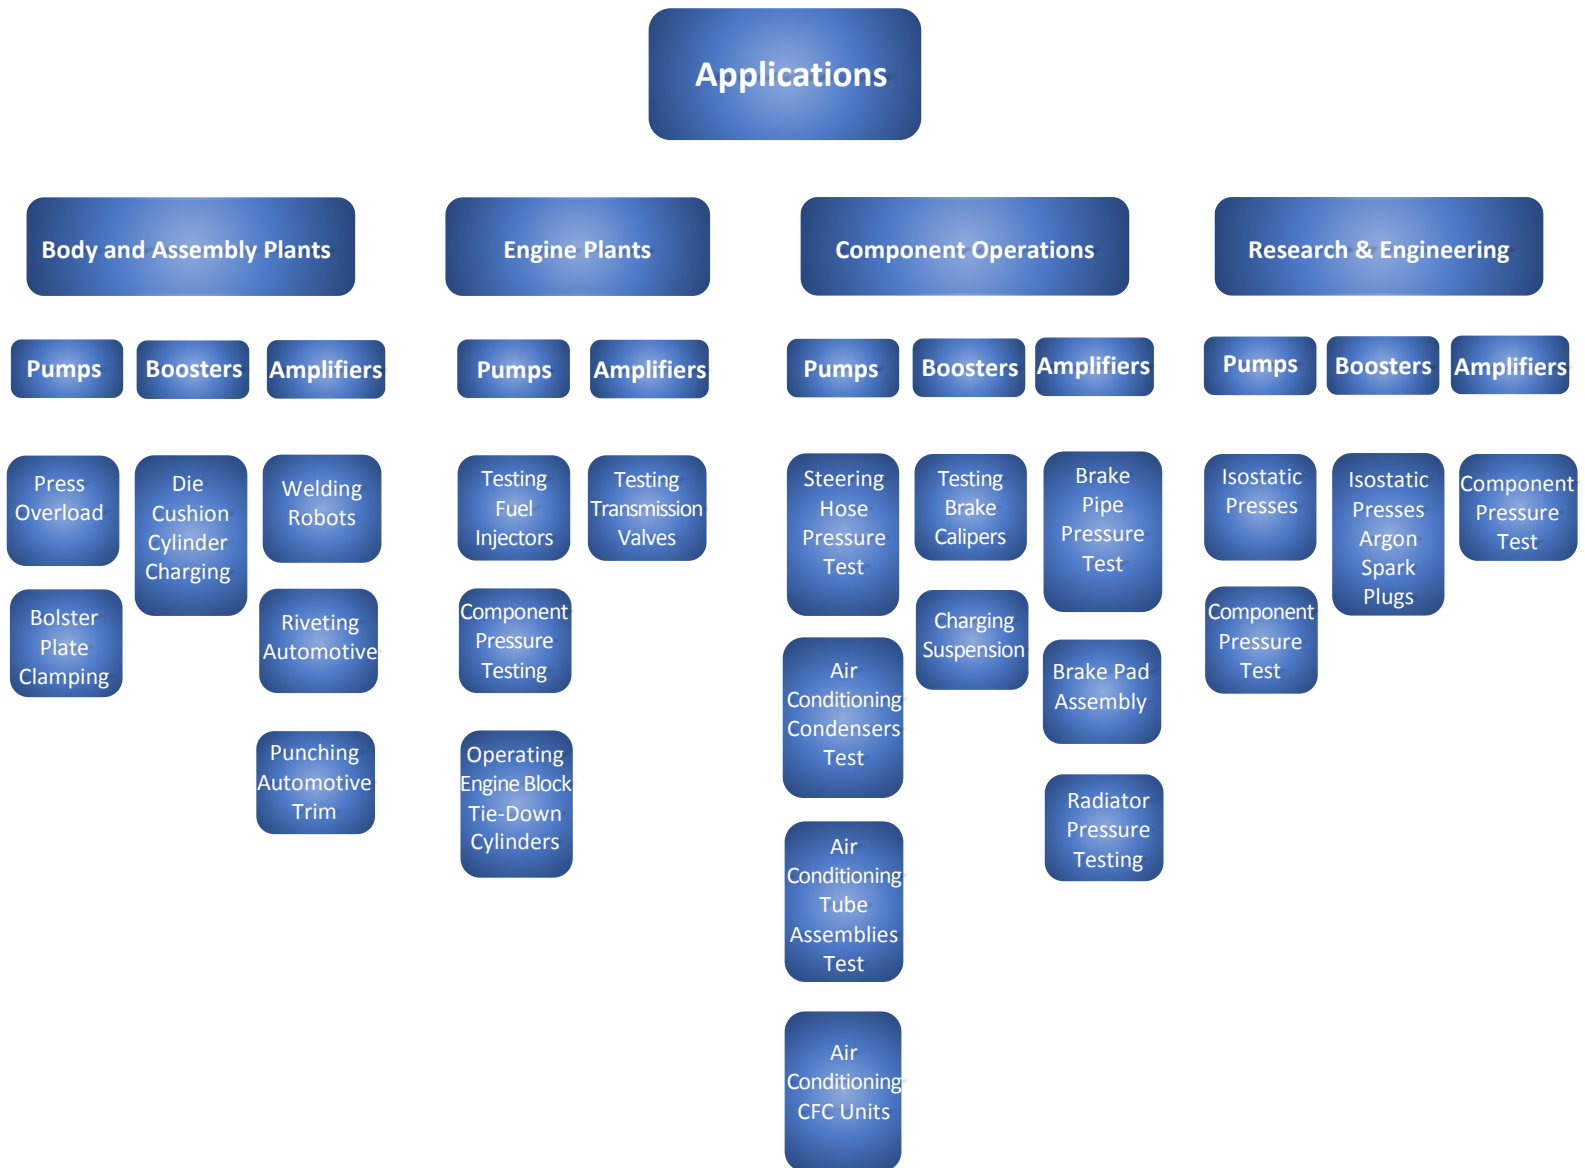 Applications
Body and Assembly Plants
Engine Plants
Component Operations
Research & Engineering
Pumps
Boosters
Amplifiers
Pumps
Amplifiers
Pumps
Boosters
Amplifiers
Pumps
Boosters
Amplifiers
Press
Overload
Bolster
Plate
Clamping
Die
Cushion
Cylinder
Charging
Welding
Robots
Riveting
Automotive
Punching
Automotive
Trim
Testing
Fuel
Injectors
Component
Pressure
Testing
Operating
Engine Block
Tie-Down
Cylinders
Testing
Transmission
Valves
Steering
Hose
Pressure
Test
Air
Conditioning
Condensers
Test
Air
Conditioning
Tube
Assemblies
Test
Air
Conditioning
CFC Units
Testing
Brake
Calipers
Charging
Suspension
Brake
Pipe
Pressure
Test
Brake Pad
Assembly
Radiator
Pressure
Testing
Isostatic
Presses
Component
Pressure
Test
Isostatic
Presses
Argon
Spark
Plugs
Component
Pressure
Test